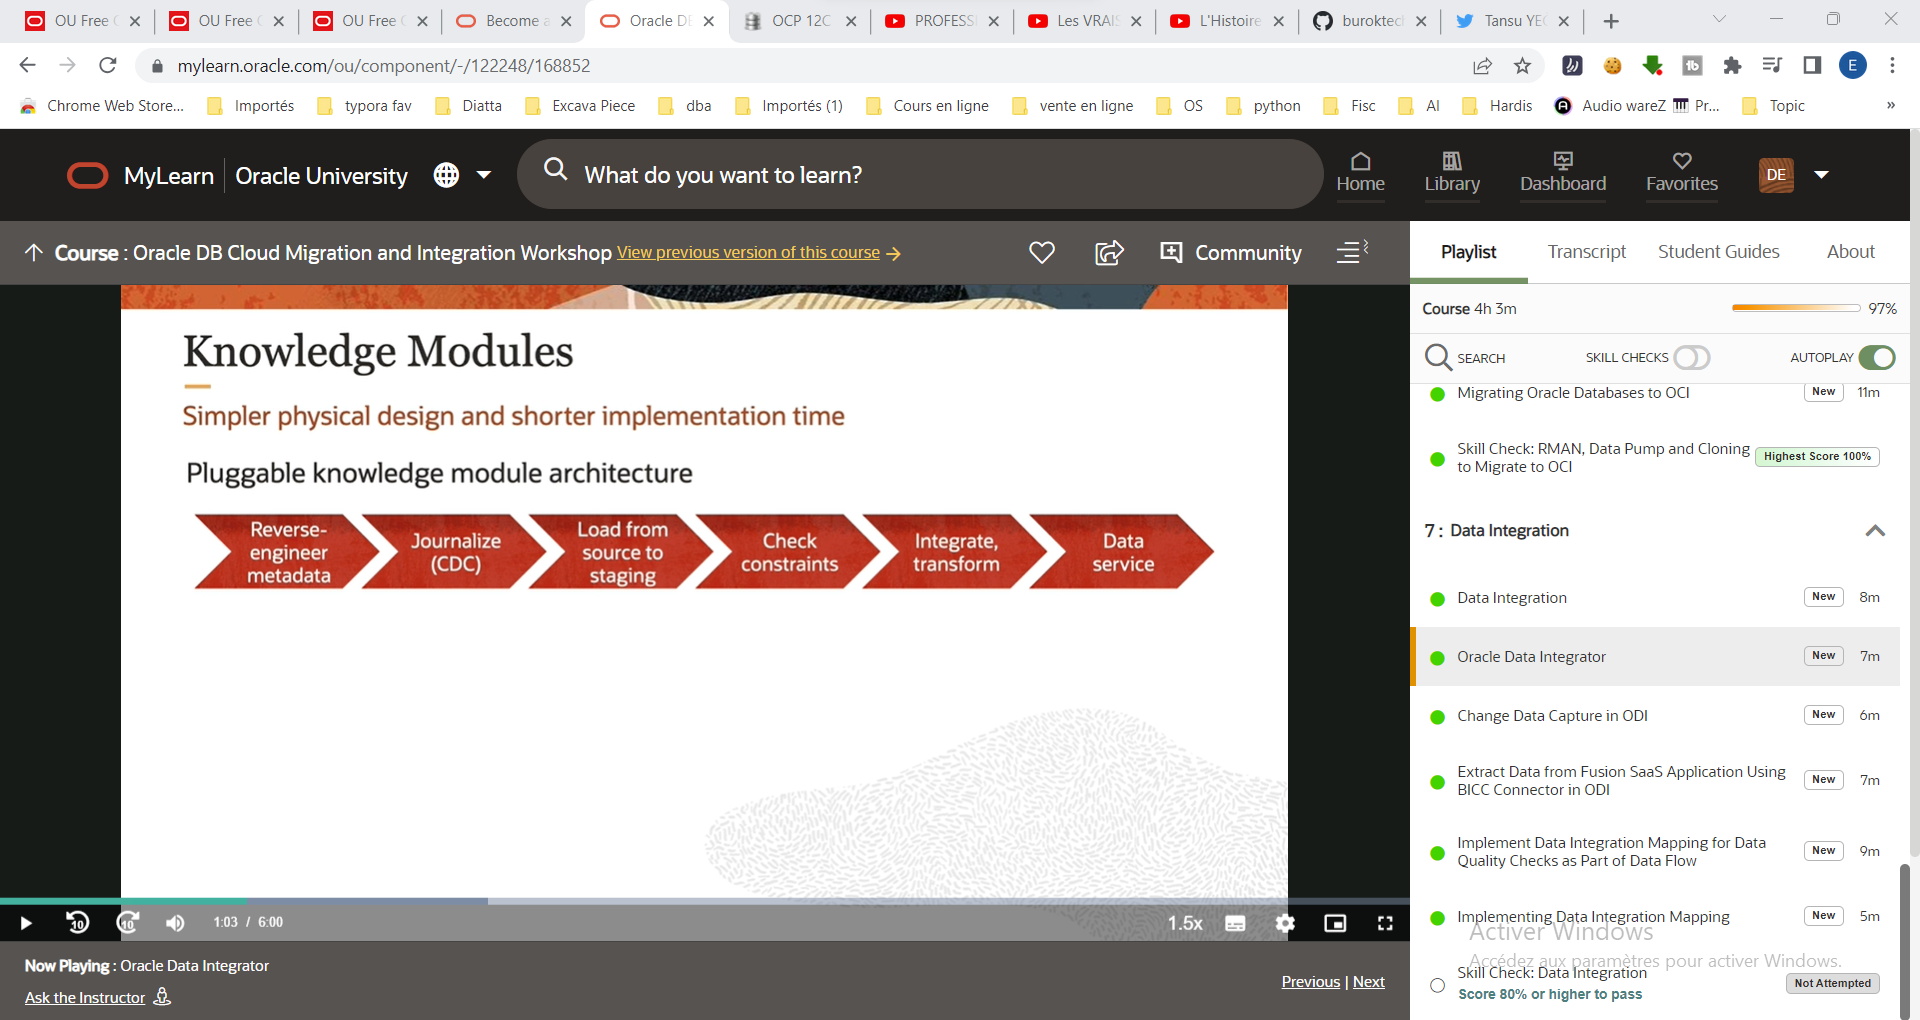 OU Free
OU Free
OU Free
Become a
Oracle D
OCP 12C
PROFESS
Les VRAI
L'Histoire
buroktec
Tansu YE
mylearn.oracle.com/ou/component/-/122248/168852
E
Chrome Web Store...
Importés
typora fav
Diatta
Excava Piece
dba
Importés (1)
Cours en ligne
vente en ligne
OS
python
Fisc
AI
Hardis
Audio wareZ
Pr...
Topic
»
MyLearn
Oracle University
What do you want to learn?
Home
Library
Dashboard
Favorites
DE
Course : Oracle DB Cloud Migration and Integration Workshop View previous version of this course
Community
Playlist
Transcript
Student Guides
About
Course 4h 3m
97%
SEARCH
SKILL CHECKS
AUTOPLAY
Knowledge Modules
Simpler physical design and shorter implementation time
Pluggable knowledge module architecture
Reverse-
engineer
metadata
Journalize
(CDC)
Load from
source to
staging
Check
constraints
Integrate,
transform
Data
service
10
10
1:03 / 6:00
1.5x
Now Playing : Oracle Data Integrator
Ask the Instructor
Previous | Next
Migrating Oracle Databases to OCI
New
11m
Skill Check: RMAN, Data Pump and Cloning
to Migrate to OCI
Highest Score 100%
7 : Data Integration
Data Integration
New
8m
Oracle Data Integrator
New
7m
Change Data Capture in ODI
New
6m
Extract Data from Fusion SaaS Application Using
BICC Connector in ODI
New
7m
Implement Data Integration Mapping for Data
Quality Checks as Part of Data Flow
New
9m
Implementing Data Integration Mapping
New
5m
Activer Windows
Accédez aux paramètres pour activer Windows.
Skill Check: Data Integration
Score 80% or higher to pass
Not Attempted